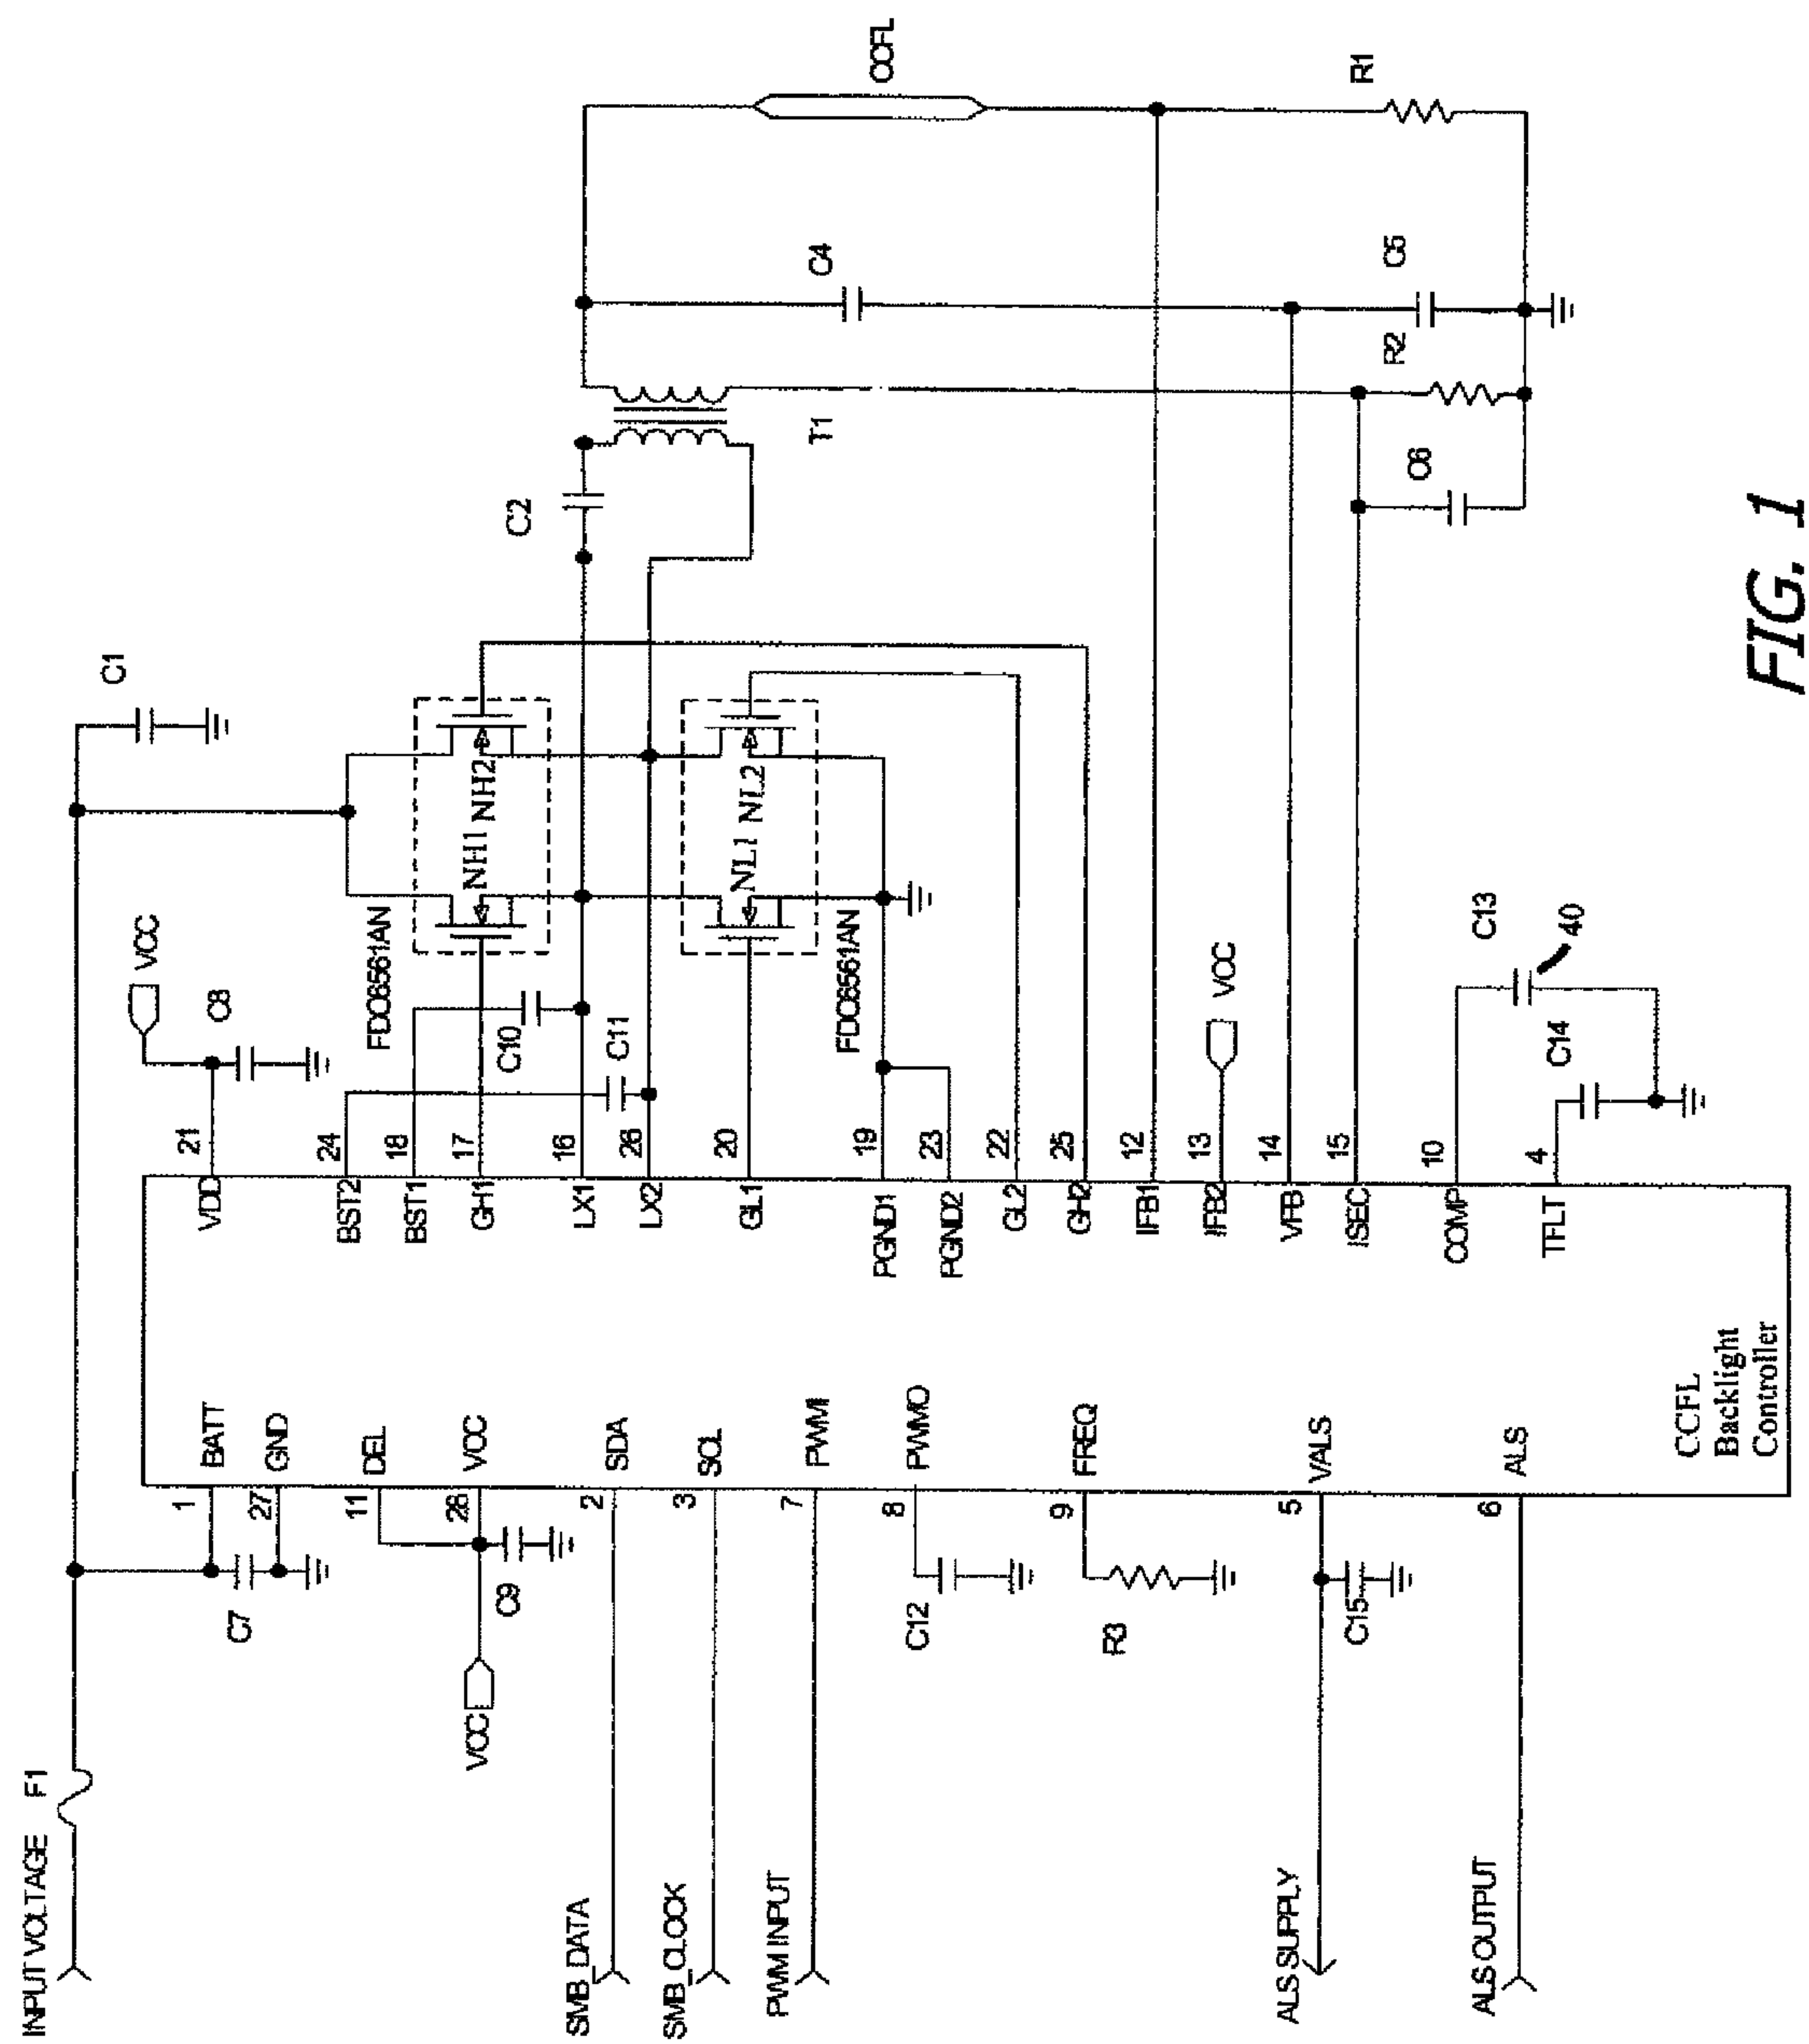 INPUT VOLTAGE F1
C1
VCC
C8
1 BATT
VDD 21
C7
27 GND
BST2 24
FDC6561AN
11 DEL
BST1 18
VCC
28 VCC
GH1 17
NH1 NH2
C9
C10
C2
SMB_DATA
2 SDA
LX1 16
C11
LX2 26
SMB_CLOCK
3 SCL
GL1 20
NL1 NL2
PWM INPUT
7 PWMI
FDC6561AN
T1
C4
CCFL
C12
8 PWMO
PGND1 19
PGND2 23
GL2 22
R3
9 FREQ
GH2 25
IFB1 12
IFB2 13
VCC
ALS SUPPLY
5 VALS
VFB 14
C15
ISEC 15
R2
C5
R1
C6
COMP 10
C13
ALS OUTPUT
6 ALS
TFLT 4
C14
40
CCFL
Backlight
Controller
FIG. 1